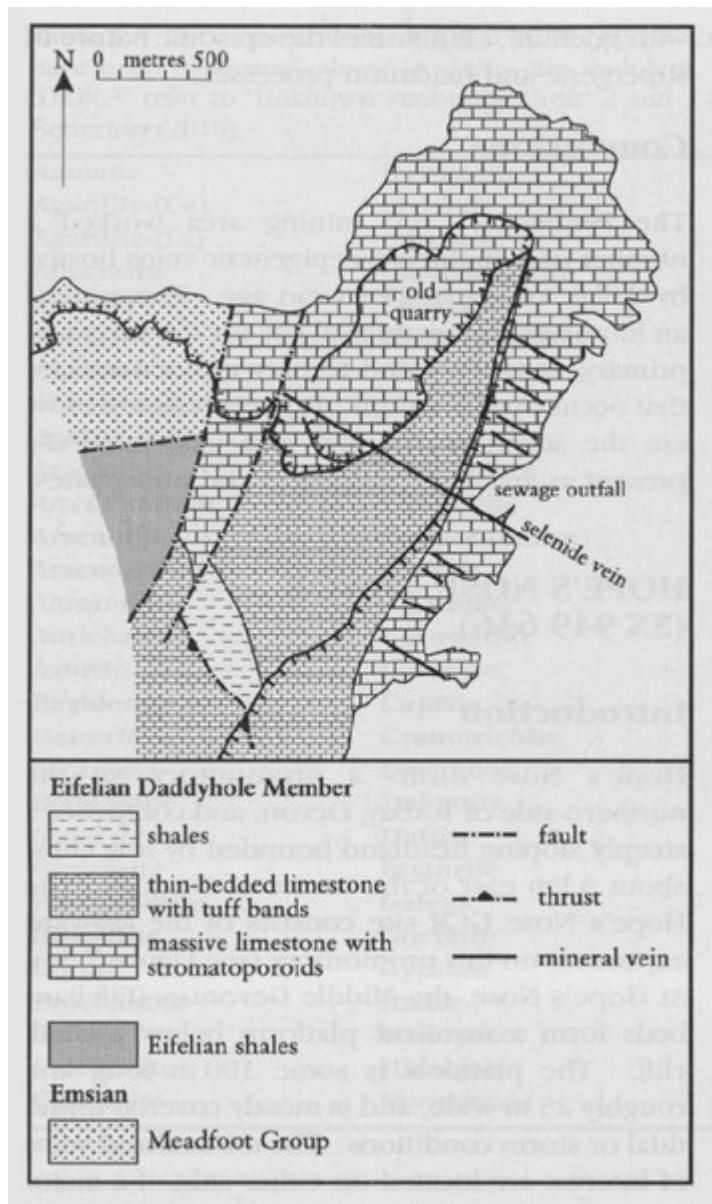 N
0 metres 500
old
quarry
sewage outfall
selenide vein
Eifelian Daddyhole Member
shales
thin-bedded limestone
with tuff bands
massive limestone with
stromatoporoids
Eifelian shales
Emsian
Meadfoot Group
fault
thrust
mineral vein